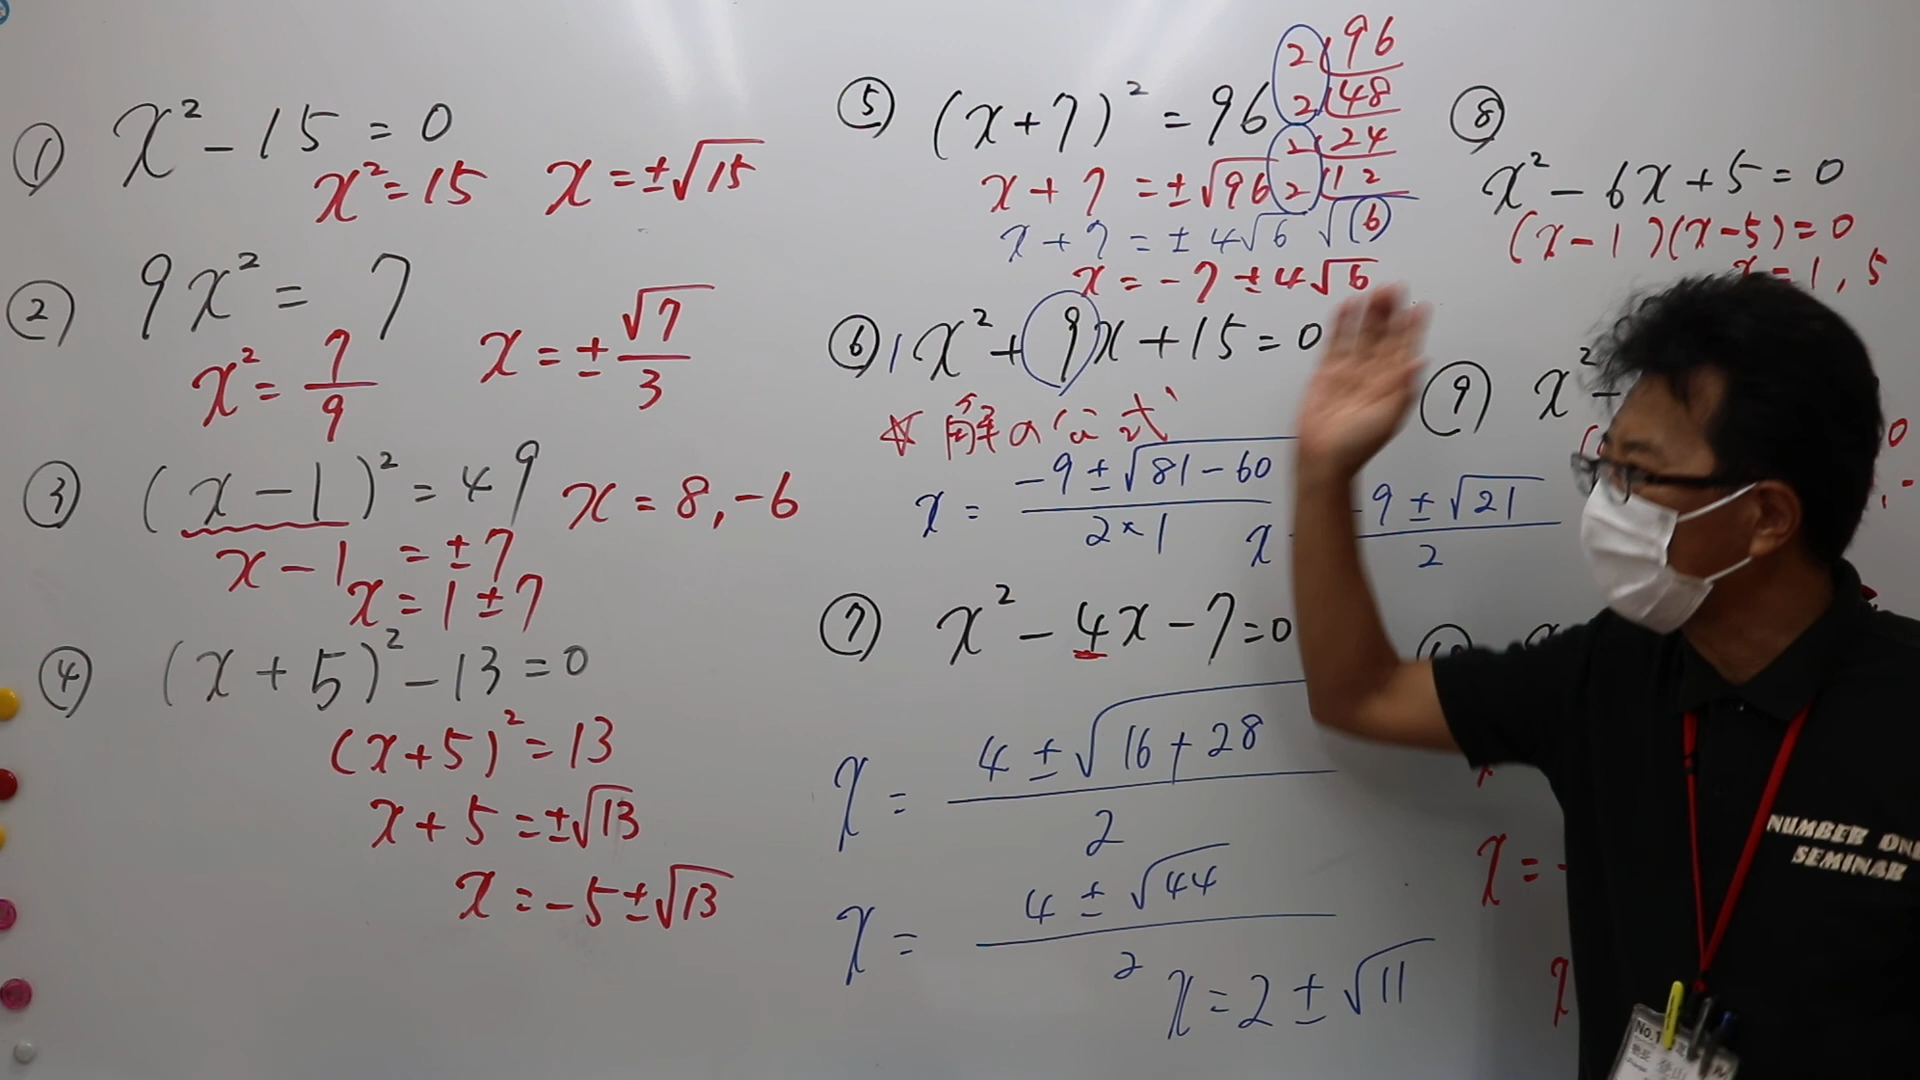 ① x² - 15 = 0
x² = 15 x = ±√15
② 9x² = 7
x² = 7/9 x = ±√7/3
③ (x - 1)² = 49 x = 8, -6
x - 1 = ±7
x = 1 ± 7
④ (x + 5)² - 13 = 0
(x + 5)² = 13
x + 5 = ±√13
x = -5 ± √13
⑤ (x + 7)² = 96
2 96
2 48
2 24
2 12
6
x + 7 = ±√96
x + 7 = ± 4√6
x = -7 ± 4√6
⑥ 1x² + 9x + 15 = 0
☆ 解の公式
x = (-9 ± √81 - 60)/(2×1)
x -9 ± √21/2
⑦ x² - 4x - 7 = 0
x = (4 ± √16 + 28)/2
x = (4 ± √44)/2
x = 2 ± √11
⑧
x² - 6x + 5 = 0
(x - 1)(x - 5) = 0
x = 1, 5
⑨ x² -
x = -
x
NUMBER ONE
SEMINAR
No.1